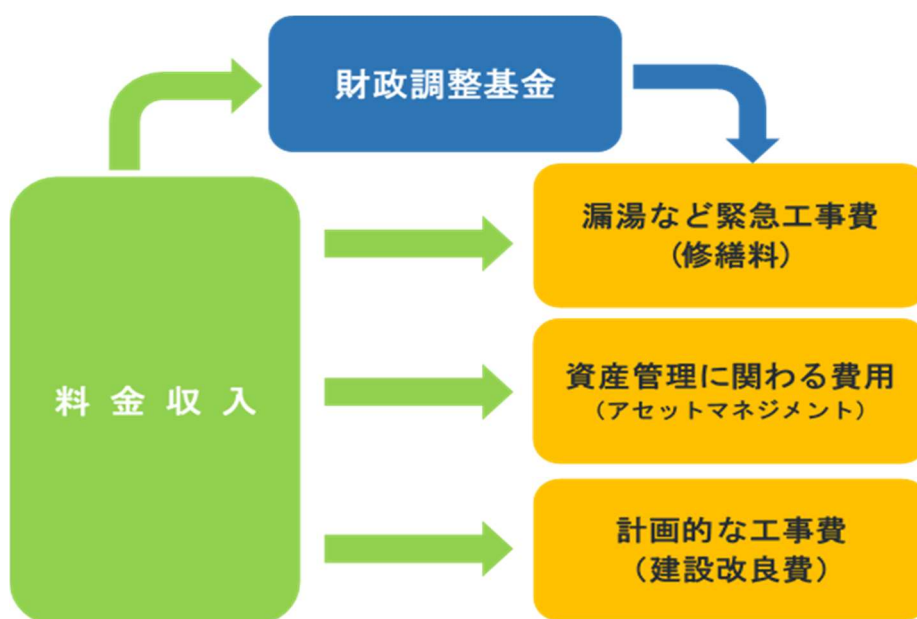 財政調整基金
料金収入
漏湯など緊急工事費
(修繕料)
資産管理に関わる費用
(アセットマネジメント)
計画的な工事費
(建設改良費)